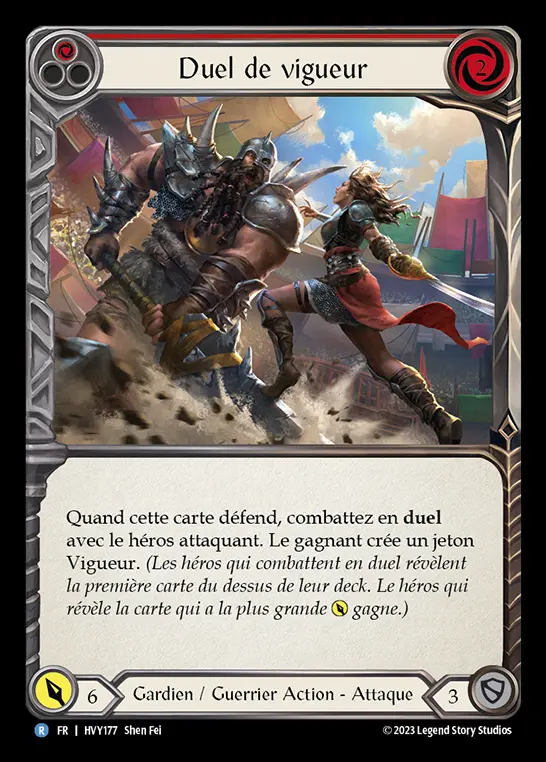 Duel de vigueur
2
Quand cette carte défend, combattez en duel
avec le héros attaquant. Le gagnant crée un jeton
Vigueur. (Les héros qui combattent en duel révèlent
la première carte du dessus de leur deck. Le héros qui
révèle la carte qui a la plus grande gagne.)
6 Gardien / Guerrier Action - Attaque 3
R FR | HVY177 Shen Fei © 2023 Legend Story Studios